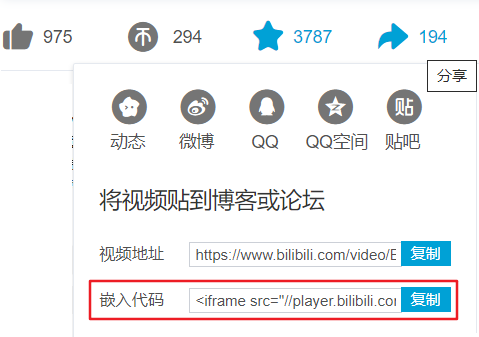 975 294 3787 194
分享
贴
动态 微博 QQ QQ空间 贴吧
将视频贴到博客或论坛
视频地址 https://www.bilibili.com/video/B 复制
嵌入代码 <iframe src="//player.bilibili.co 复制